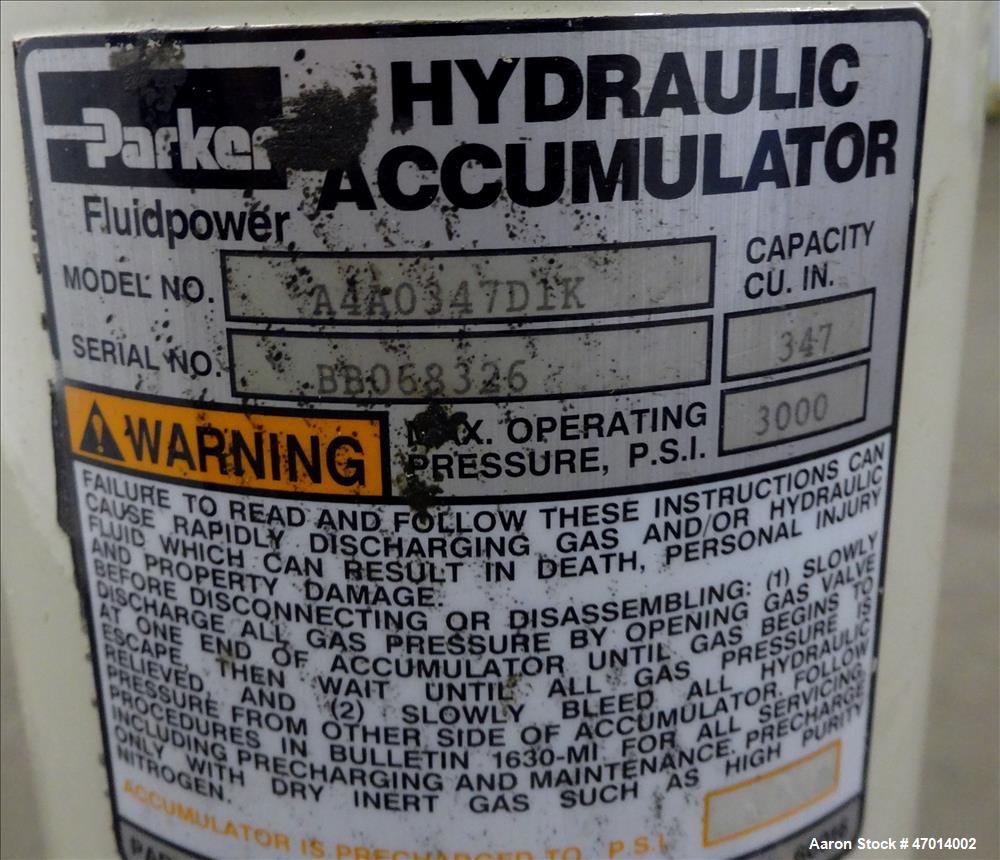 Parker
Fluidpower
HYDRAULIC
ACCUMULATOR
MODEL NO. A4A0347D1K
CAPACITY
CU. IN.
347
SERIAL NO. BB068326
WARNING
MAX. OPERATING
PRESSURE, P.S.I.
3000
FAILURE TO READ AND FOLLOW THESE INSTRUCTIONS CAN
CAUSE RAPIDLY DISCHARGING GAS AND/OR HYDRAULIC
FLUID WHICH CAN RESULT IN DEATH, PERSONAL INJURY
AND PROPERTY DAMAGE.
BEFORE DISCONNECTING OR DISASSEMBLING: (1) SLOWLY
DISCHARGE ALL GAS PRESSURE BY OPENING GAS VALVE
AT ONE END OF ACCUMULATOR UNTIL GAS BEGINS TO
ESCAPE, THEN WAIT UNTIL ALL GAS PRESSURE IS
RELIEVED, AND (2) SLOWLY BLEED ALL HYDRAULIC
PRESSURE FROM OTHER SIDE OF ACCUMULATOR. FOLLOW
PROCEDURES IN BULLETIN 1630-MI FOR ALL SERVICING,
INCLUDING PRECHARGING AND MAINTENANCE. PRECHARGE
ONLY WITH DRY INERT GAS SUCH AS HIGH PURITY
NITROGEN.
ACCUMULATOR IS PRECHARGED TO P.S.I.
Aaron Stock # 47014002